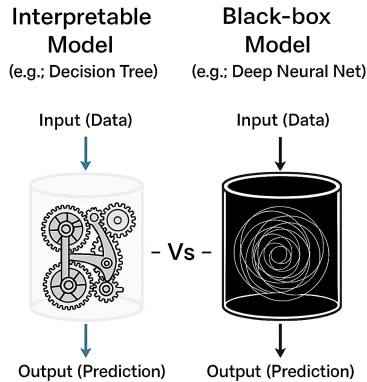 Interpretable
Model
(e.g.; Decision Tree)
Input (Data)
Output (Prediction)
- Vs -
Black-box
Model
(e.g.; Deep Neural Net)
Input (Data)
Output (Prediction)